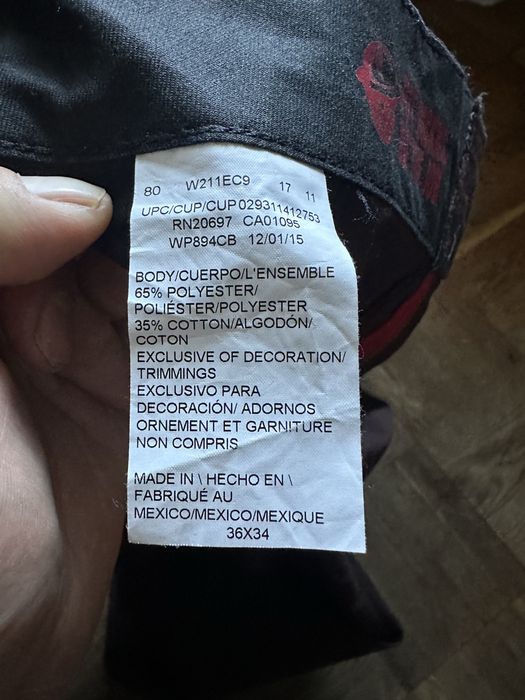 80 W211EC9 17 11
UPC/CUP/CUP 029311412753
RN20697 CA01095
WP894CB 12/01/15
BODY/CUERPO/L'ENSEMBLE
65% POLYESTER/
POLIÉSTER/POLYESTER
35% COTTON/ALGODÓN/
COTON
EXCLUSIVE OF DECORATION/
TRIMMINGS
EXCLUSIVO PARA
DECORACIÓN/ ADORNOS
ORNEMENT ET GARNITURE
NON COMPRIS
MADE IN \ HECHO EN \
FABRIQUÉ AU
MEXICO/MEXICO/MEXIQUE
36X34